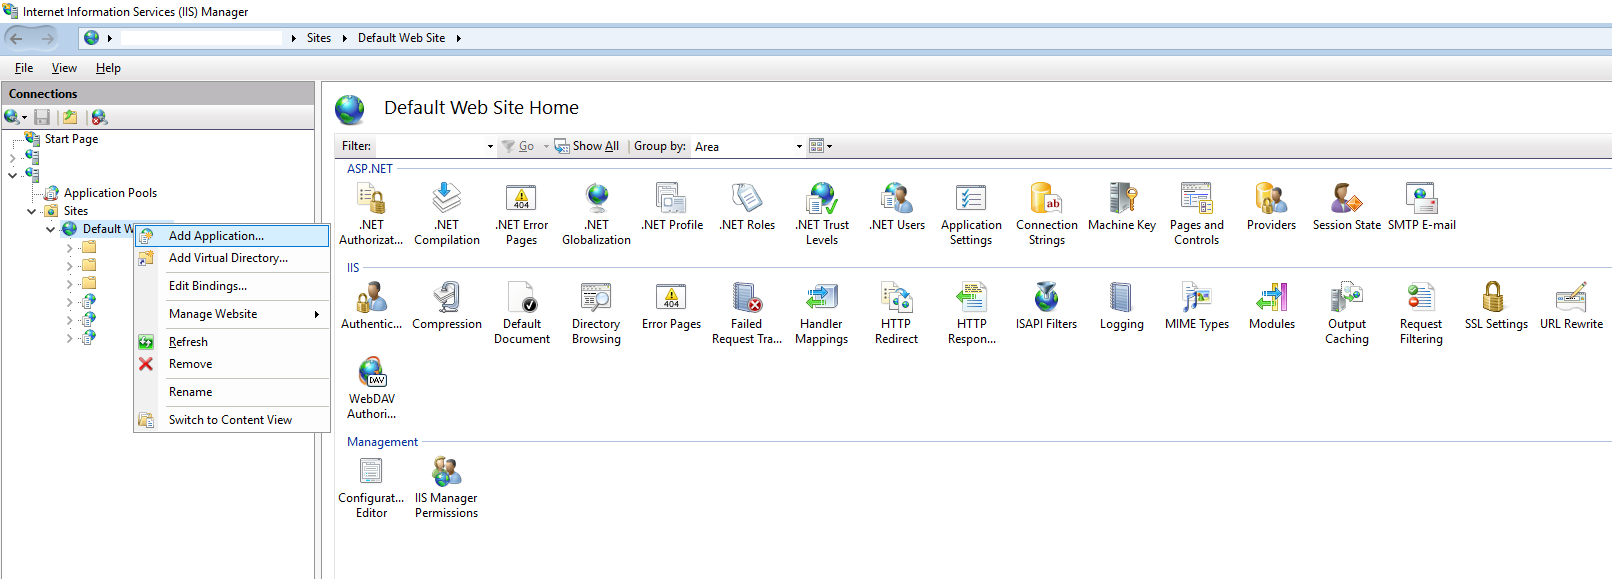 Internet Information Services (IIS) Manager
Sites
Default Web Site
File View Help
Connections
Start Page
Application Pools
Sites
Default W
Add Application...
Add Virtual Directory...
Edit Bindings...
Manage Website
Refresh
Remove
Rename
Switch to Content View
Default Web Site Home
Filter: Go Show All Group by: Area
ASP.NET
.NET Authorizat...
.NET Compilation
404
.NET Error Pages
.NET Globalization
.NET Profile
.NET Roles
.NET Trust Levels
.NET Users
Application Settings
ab
Connection Strings
Machine Key
Pages and Controls
Providers
Session State
SMTP E-mail
IIS
Authentic...
Compression
Default Document
Directory Browsing
404
Error Pages
Failed Request Tra...
Handler Mappings
HTTP Redirect
HTTP Respon...
ISAPI Filters
Logging
MIME Types
Modules
Output Caching
Request Filtering
SSL Settings
URL Rewrite
DAV
WebDAV Authori...
Management
Configurat... Editor
IIS Manager Permissions